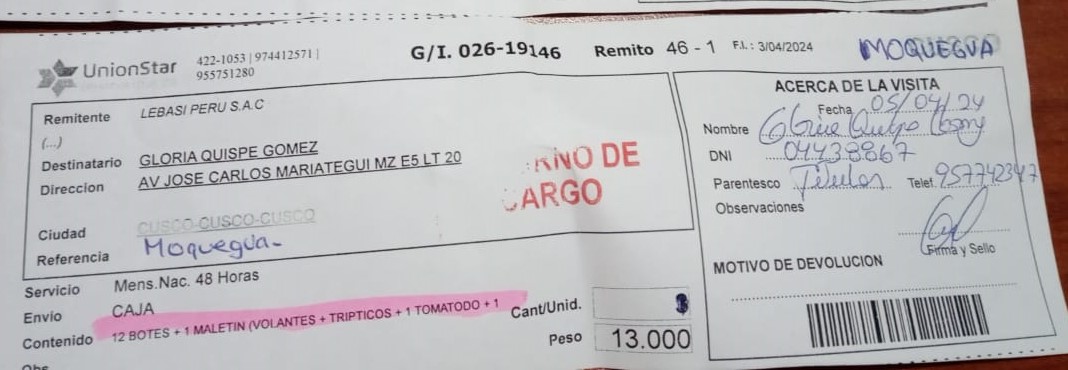 UnionStar
422-1053 | 974412571 |
955751280
G/I. 026-19146 Remito 46 - 1 F.I.: 3/04/2024 MOQUEGUA
Remitente LEBASI PERU S.A.C
(...)
Destinatario GLORIA QUISPE GOMEZ
Direccion AV JOSE CARLOS MARIATEGUI MZ E5 LT 20
RNO DE
CARGO
Ciudad CUSCO-CUSCO-CUSCO
Referencia Moquegua-
Servicio Mens.Nac. 48 Horas
Envio CAJA
Contenido 12 BOTES + 1 MALETIN (VOLANTES + TRIPTICOS + 1 TOMATODO + 1
Obs
Cant/Unid.
Peso 13.000
ACERCA DE LA VISITA
Fecha 05/04/24
Nombre Quispe
DNI 04438867
Parentesco Titular Telef. 957742347
Observaciones
Firma y Sello
MOTIVO DE DEVOLUCION